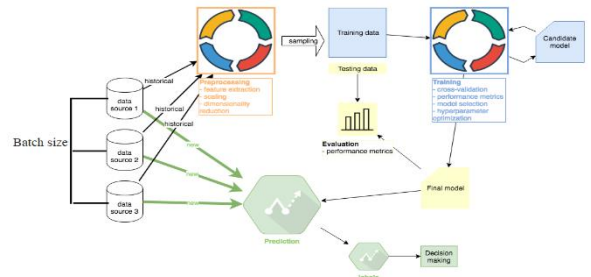 Batch size
data
source 1
data
source 2
data
source 3
historical
historical
historical
new
new
new
Preprocessing
- feature extraction
- scaling
- dimensionality
reduction
sampling
Training data
Testing data
Evaluation
- performance metrics
Training
- cross-validation
- performance metrics
- model selection
- hyperparameter
optimization
Candidate
model
Final model
Prediction
labels
Decision
making